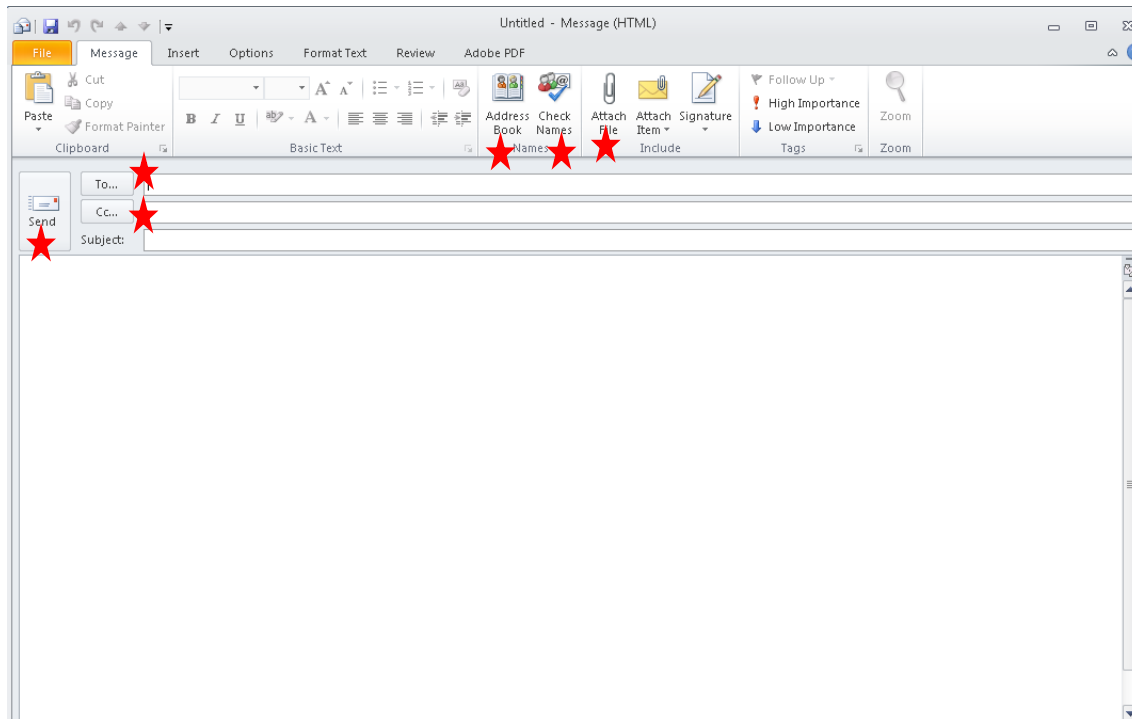 Untitled - Message (HTML)
File Message Insert Options Format Text Review Adobe PDF
Cut
Copy
Format Painter
Paste
Clipboard
B I U
Basic Text
Address Book
Check Names
Names
Attach File
Attach Item
Signature
Include
Follow Up
High Importance
Low Importance
Tags
Zoom
Zoom
Send
To...
Cc...
Subject: